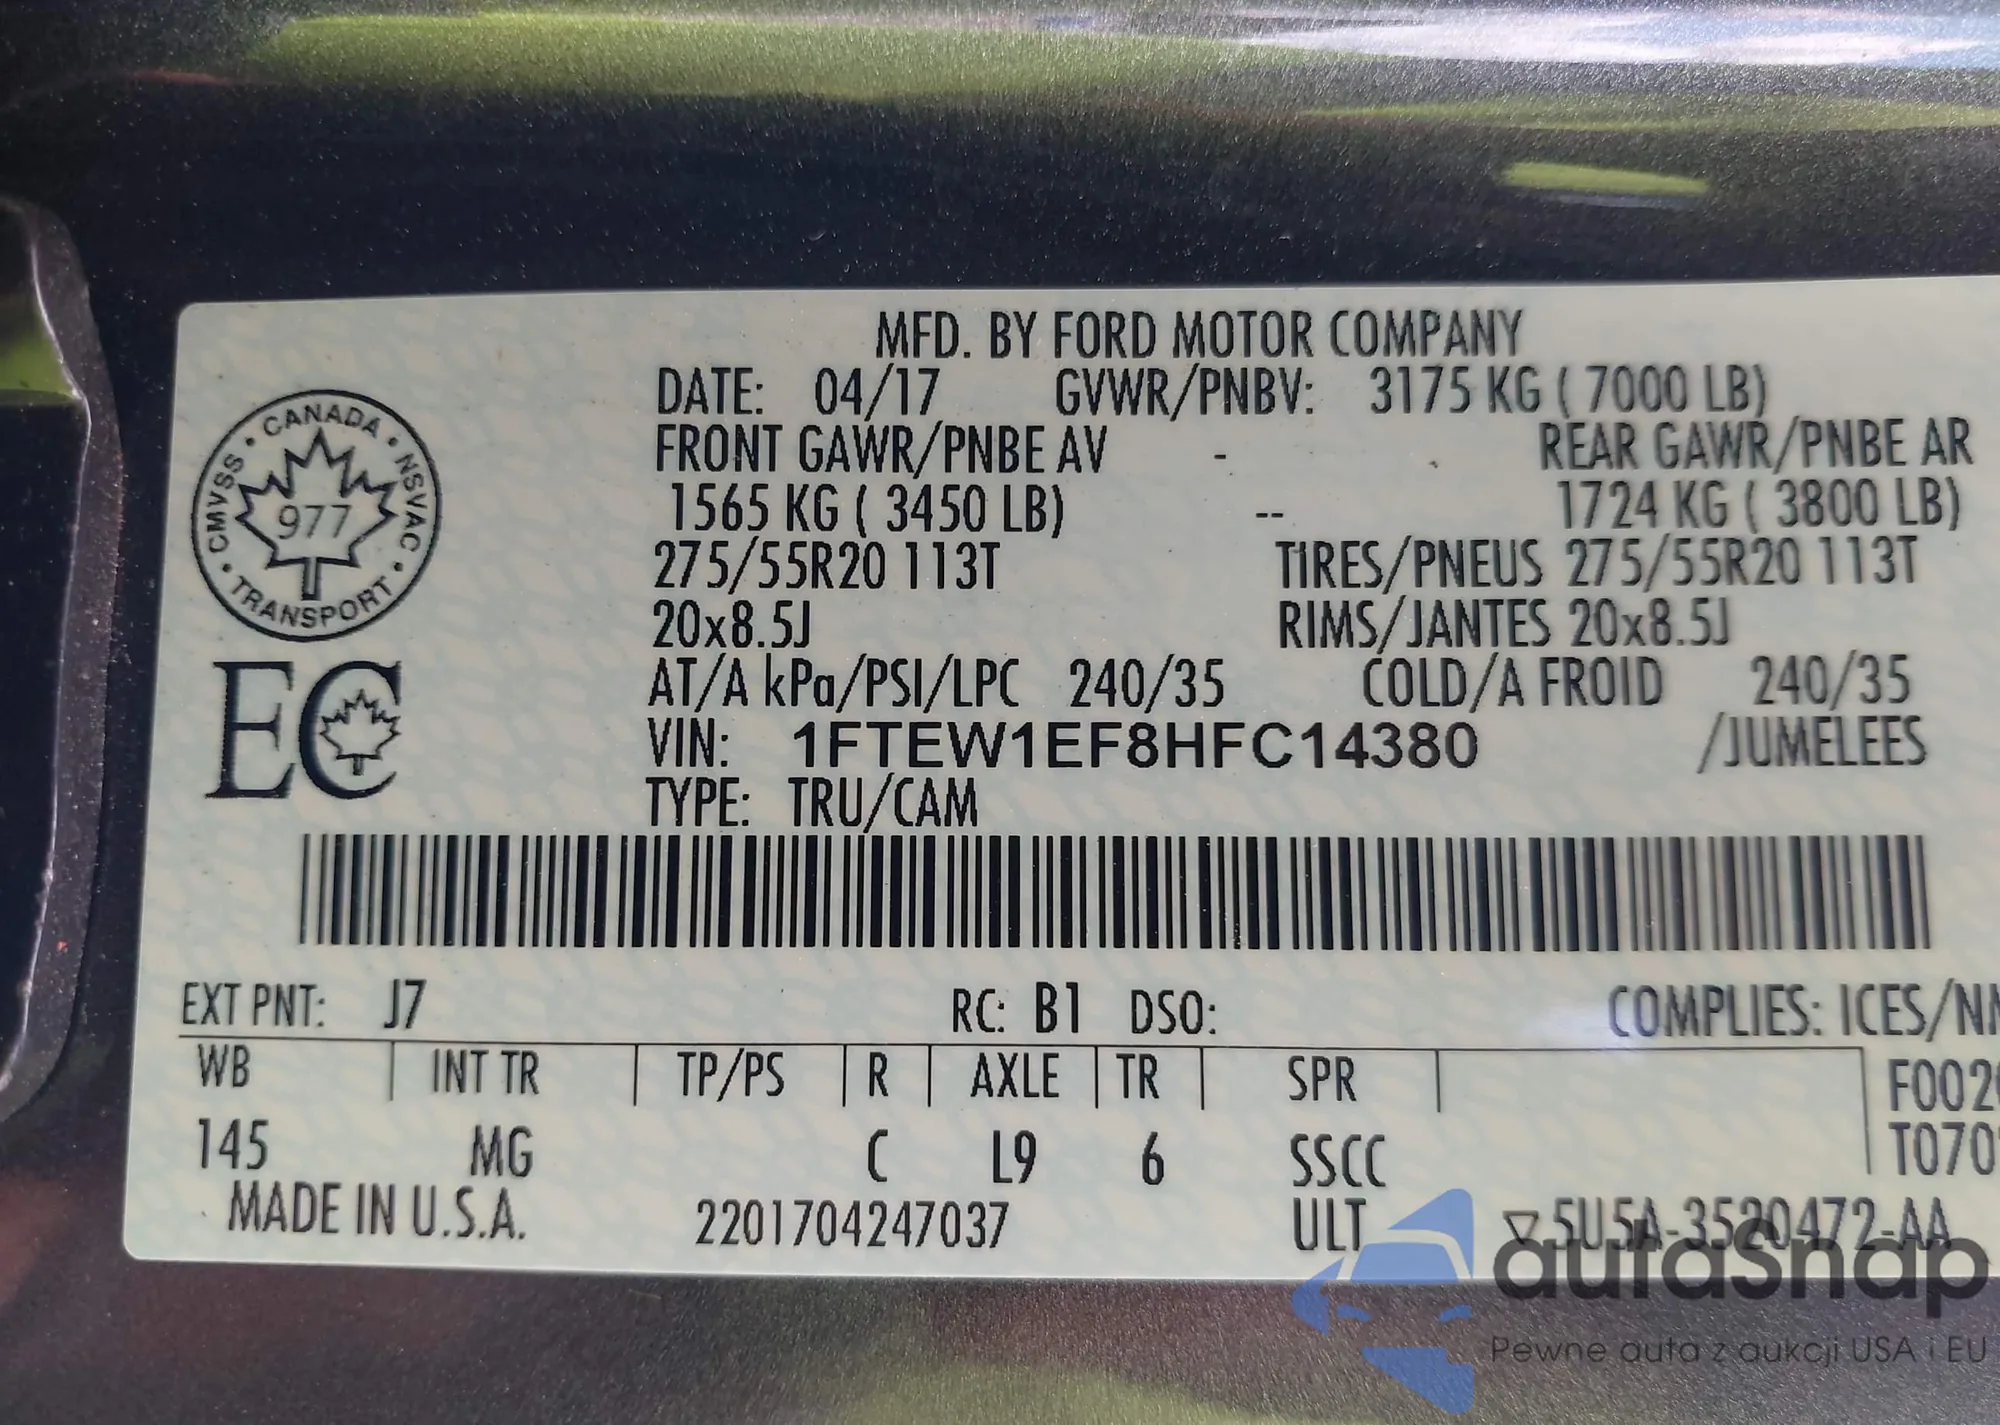 MFD. BY FORD MOTOR COMPANY
DATE: 04/17 GVWR/PNBV: 3175 KG ( 7000 LB)
FRONT GAWR/PNBE AV - REAR GAWR/PNBE AR
1565 KG ( 3450 LB) -- 1724 KG ( 3800 LB)
275/55R20 113T TIRES/PNEUS 275/55R20 113T
20x8.5J RIMS/JANTES 20x8.5J
AT/A kPa/PSI/LPC 240/35 COLD/A FROID 240/35
VIN: 1FTEW1EF8HFC14380 /JUMELEES
TYPE: TRU/CAM
CANADA
CMVSS · NSVAC
977
TRANSPORT
EC
EXT PNT: J7 RC: B1 DSO: COMPLIES: ICES/NM
WB INT TR TP/PS R AXLE TR SPR F002
145 MG C L9 6 SSCC T070
MADE IN U.S.A. 2201704247037 ULT ▽5U5A-3520472-AA
autaSnap
Pewne auta z aukcji USA i EU